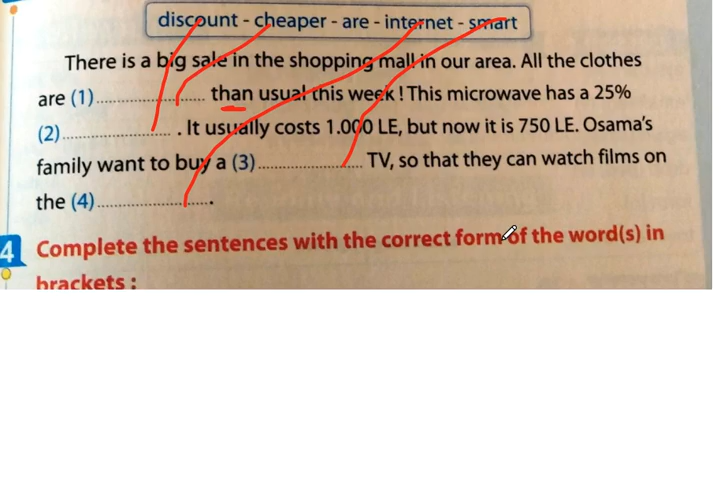 discount - cheaper - are - internet - smart
There is a big sale in the shopping mall in our area. All the clothes
are (1)........................ than usual this week ! This microwave has a 25%
(2)........................ . It usually costs 1.000 LE, but now it is 750 LE. Osama's
family want to buy a (3)........................ TV, so that they can watch films on
the (4)......................... 
4 Complete the sentences with the correct form of the word(s) in
brackets :